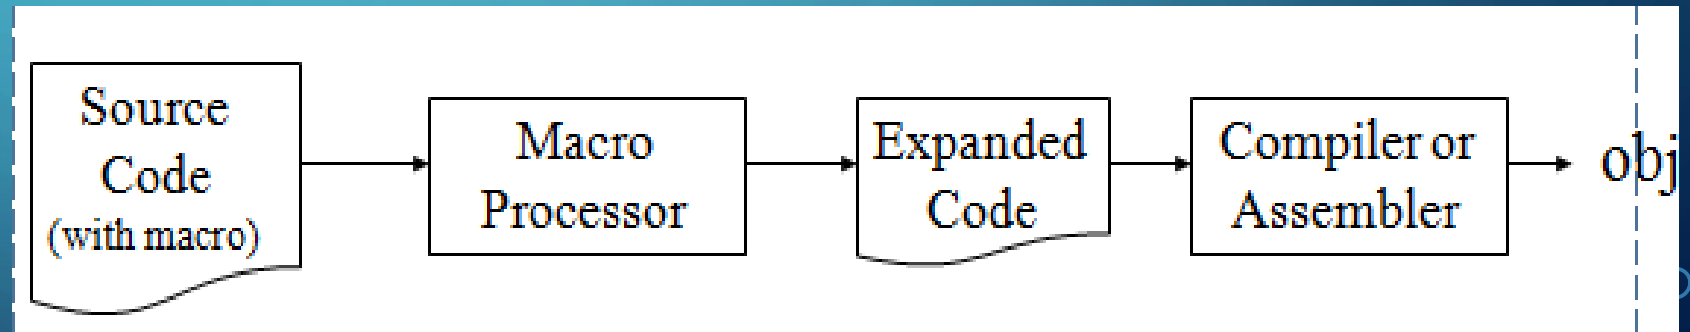 Source
Code
(with macro)
Macro
Processor
Expanded
Code
Compiler or
Assembler
obj